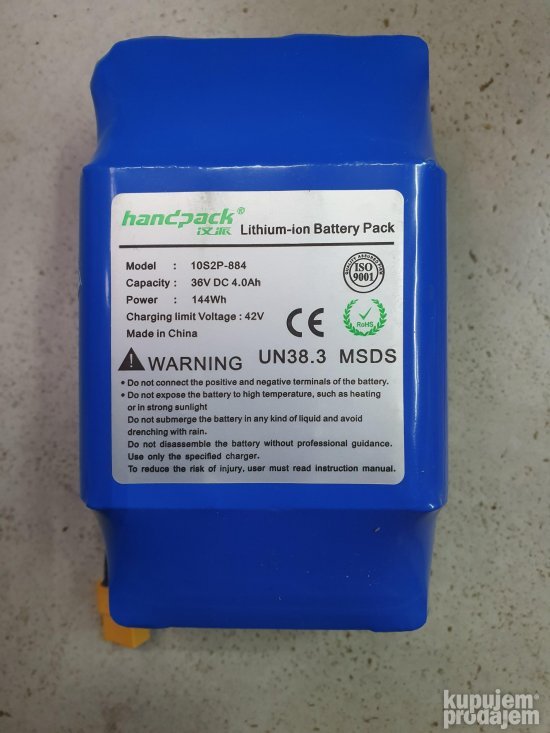 handpack®
汉派
Lithium-ion Battery Pack
Model : 10S2P-884
Capacity : 36V DC 4.0Ah
Power : 144Wh
Charging limit Voltage : 42V
Made in China
ISO
9001
CE
RoHS
WARNING UN38.3 MSDS
• Do not connect the positive and negative terminals of the battery.
• Do not expose the battery to high temperature, such as heating
or in strong sunlight
Do not submerge the battery in any kind of liquid and avoid
drenching with rain.
Do not disassemble the battery without professional guidance.
Use only the specified charger.
To reduce the risk of injury, user must read instruction manual.
kupujem
prodajem